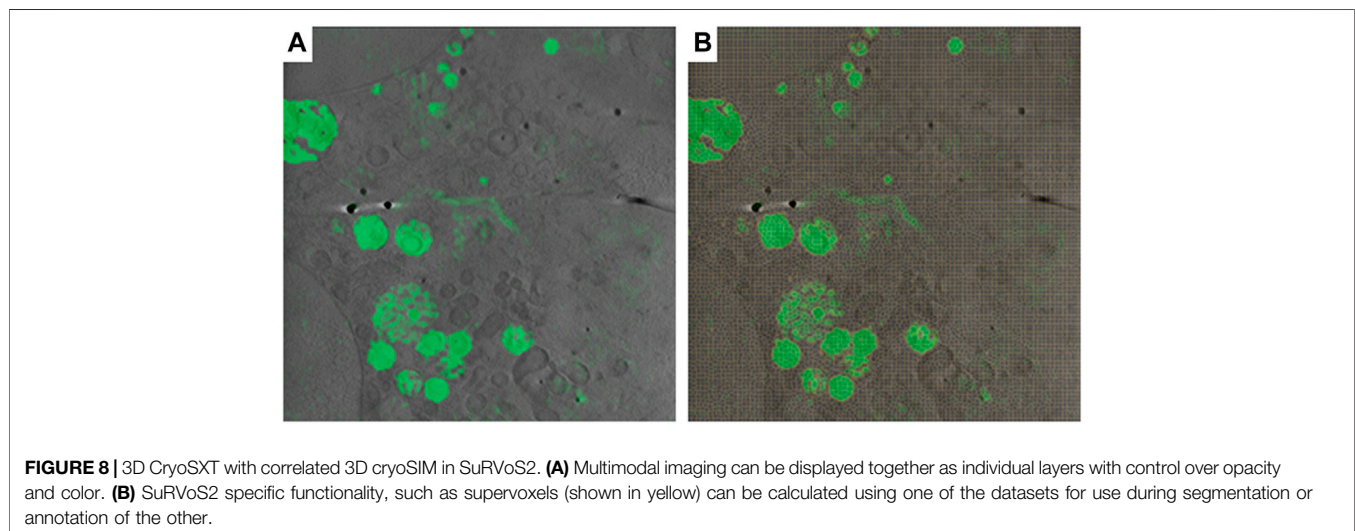 A
B
FIGURE 8 | 3D CryoSXT with correlated 3D cryoSIM in SuRVoS2. (A) Multimodal imaging can be displayed together as individual layers with control over opacity
and color. (B) SuRVoS2 specific functionality, such as supervoxels (shown in yellow) can be calculated using one of the datasets for use during segmentation or
annotation of the other.